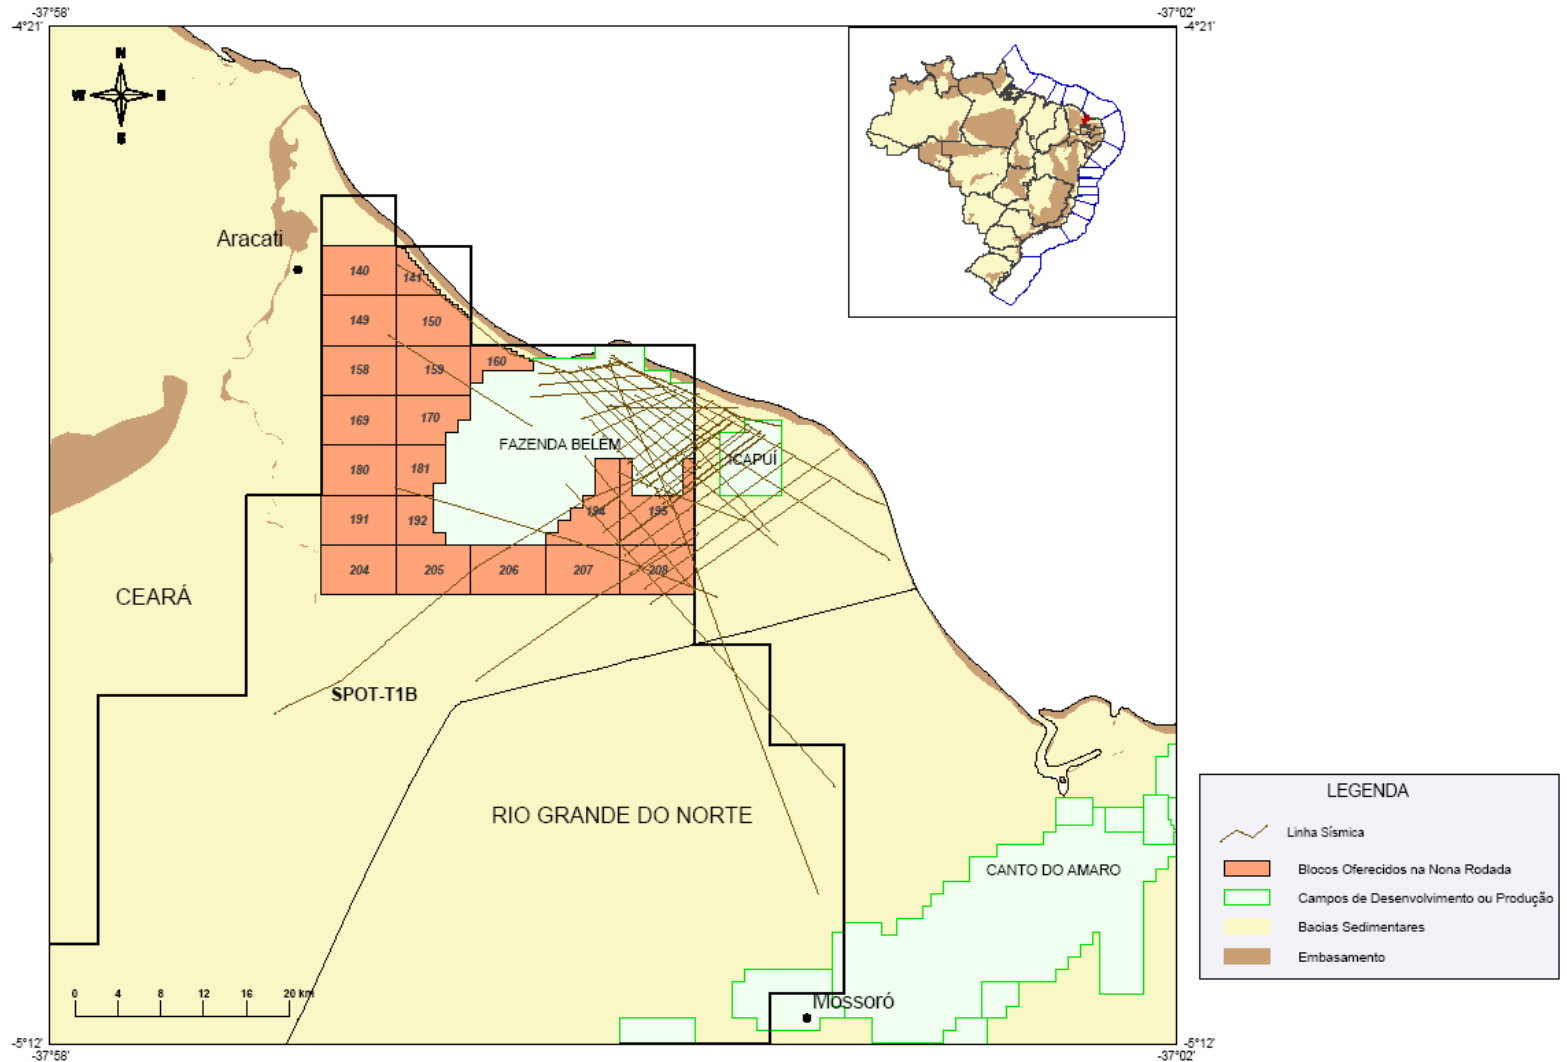 -37°58'
-37°02'
-4°21'
-4°21'
N
W
E
S
Aracati
140
141
149
150
158
159
160
169
170
FAZENDA BELÉM
ICAPUÍ
180
181
191
192
194
195
204
205
206
207
208
CEARÁ
SPOT-T1B
RIO GRANDE DO NORTE
CANTO DO AMARO
Mossoró
0 4 8 12 16 20 km
-5°12'
-5°12'
-37°58'
-37°02'
LEGENDA
Linha Sísmica
Blocos Oferecidos na Nona Rodada
Campos de Desenvolvimento ou Produção
Bacias Sedimentares
Embasamento